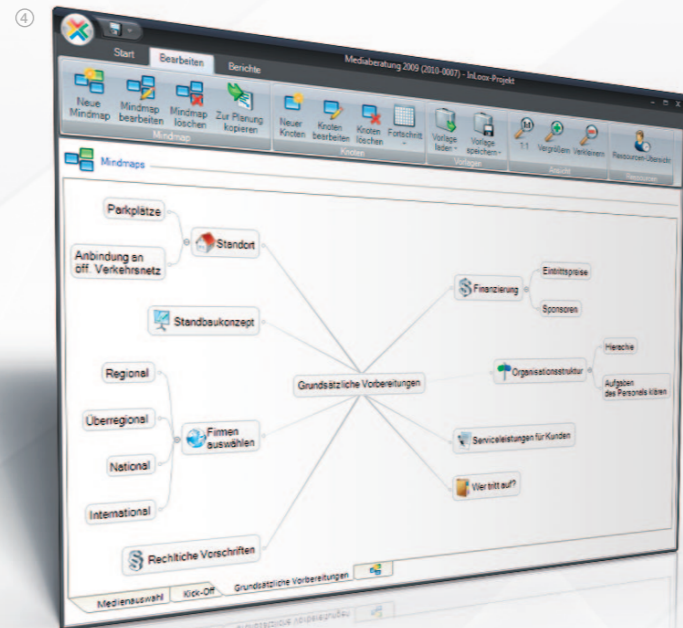 4
Mediaberatung 2009 (2010-0007) - InLoox-Projekt
Start Bearbeiten Berichte
Neue
Mindmap
Mindmap
bearbeiten
Mindmap
löschen
Zur Planung
kopieren
Mindmap
Neuer
Knoten
Knoten
bearbeiten
Knoten
löschen
Fortschritt
Knoten
Vorlage
laden
Vorlage
speichern
Vorlagen
1:1
Vergrößern
Verkleinern
Ansicht
Ressourcen-Übersicht
Ressourcen
Mindmaps
Parkplätze
Anbindung an
öff. Verkehrsnetz
Standort
Standbaukonzept
Regional
Überregional
National
International
Firmen
auswählen
Rechltiche Vorschriften
Grundsätzliche Vorbereitungen
Finanzierung
Eintrittspreise
Sponsoren
Organisationsstruktur
Hierachie
Aufgaben
des Personals klären
Serviceleistungen für Kunden
Wer tritt auf?
Medienauswahl
Kick-Off
Grundsätzliche Vorbereitungen